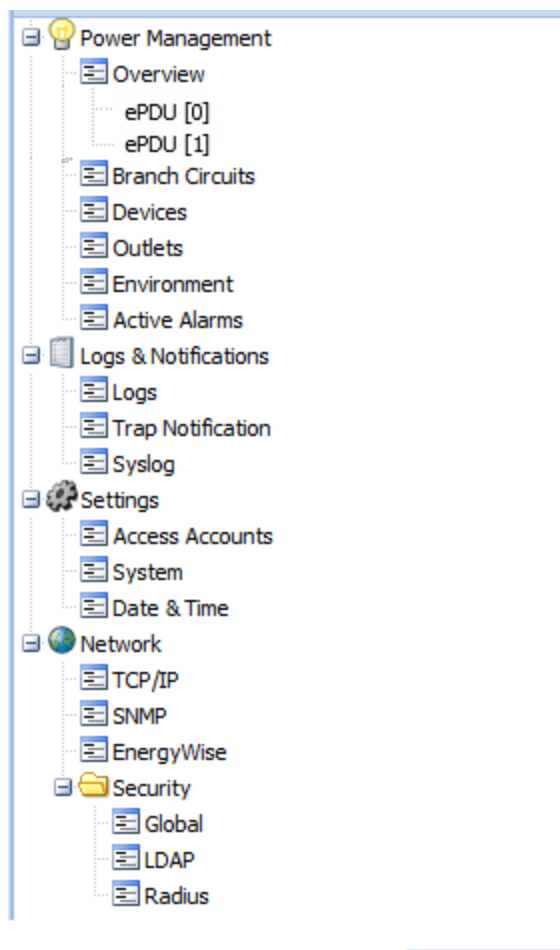 Power Management
Overview
ePDU [0]
ePDU [1]
Branch Circuits
Devices
Outlets
Environment
Active Alarms
Logs & Notifications
Logs
Trap Notification
Syslog
Settings
Access Accounts
System
Date & Time
Network
TCP/IP
SNMP
EnergyWise
Security
Global
LDAP
Radius